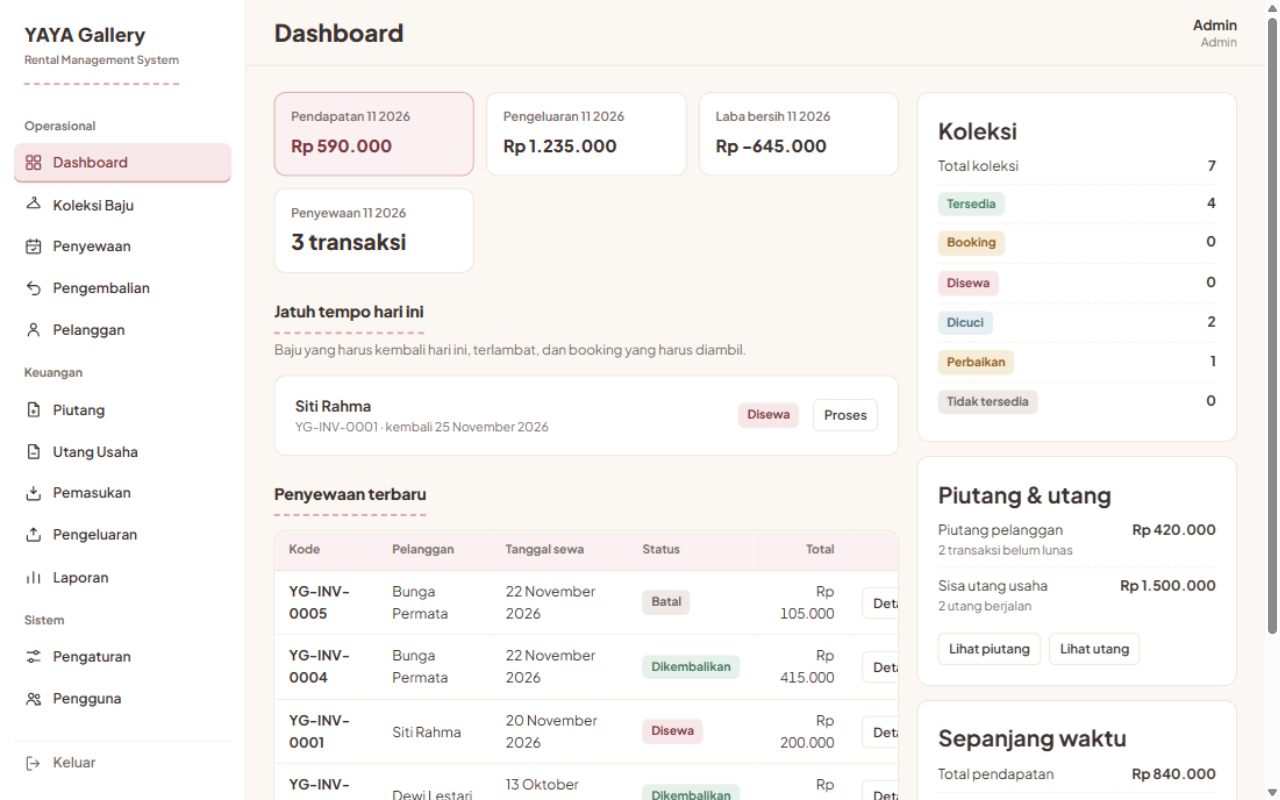 YAYA Gallery
Rental Management System
Operasional
Dashboard
Koleksi Baju
Penyewaan
Pengembalian
Pelanggan
Keuangan
Piutang
Utang Usaha
Pemasukan
Pengeluaran
Laporan
Sistem
Pengaturan
Pengguna
Keluar
Dashboard
Admin
Admin
Pendapatan 11 2026
Rp 590.000
Pengeluaran 11 2026
Rp 1.235.000
Laba bersih 11 2026
Rp -645.000
Penyewaan 11 2026
3 transaksi
Jatuh tempo hari ini
Baju yang harus kembali hari ini, terlambat, dan booking yang harus diambil.
Siti Rahma
YG-INV-0001 · kembali 25 November 2026
Disewa
Proses
Penyewaan terbaru
Kode Pelanggan Tanggal sewa Status Total
YG-INV-0005 Bunga Permata 22 November 2026 Batal Rp 105.000 Deta
YG-INV-0004 Bunga Permata 22 November 2026 Dikembalikan Rp 415.000 Deta
YG-INV-0001 Siti Rahma 20 November 2026 Disewa Rp 200.000 Deta
YG-INV- Dewi Lestari 13 Oktober Dikembalikan Rp Deta
Koleksi
Total koleksi 7
Tersedia 4
Booking 0
Disewa 0
Dicuci 2
Perbaikan 1
Tidak tersedia 0
Piutang & utang
Piutang pelanggan Rp 420.000
2 transaksi belum lunas
Sisa utang usaha Rp 1.500.000
2 utang berjalan
Lihat piutang
Lihat utang
Sepanjang waktu
Total pendapatan Rp 840.000